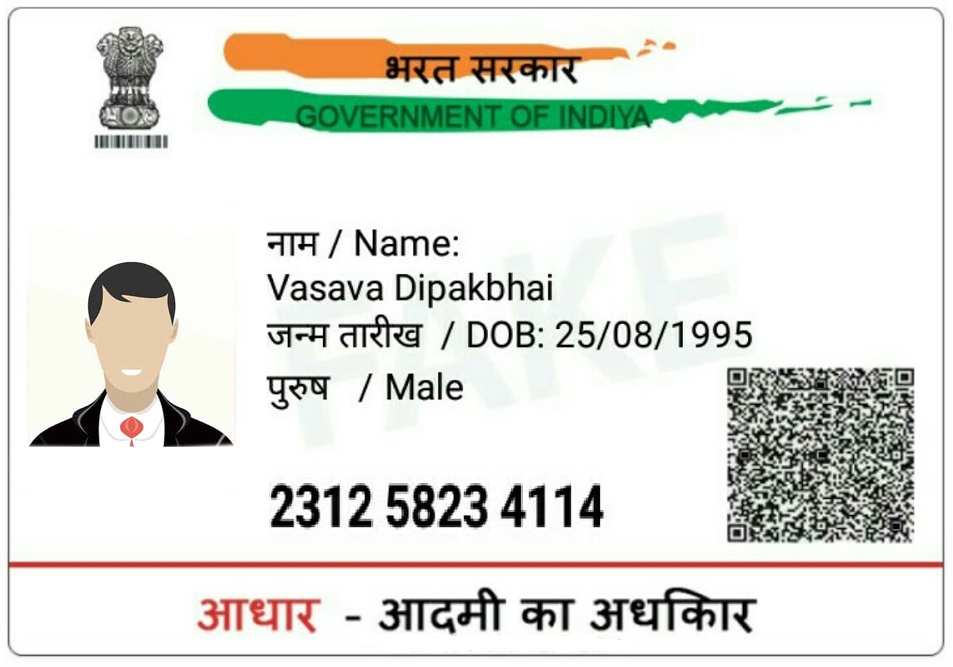 भरत सरकार
GOVERNMENT OF INDIYA
नाम / Name:
Vasava Dipakbhai
जन्म तारीख / DOB: 25/08/1995
पुरुष / Male
FAKE
2312 5823 4114
आधार - आदमी का अधकिार